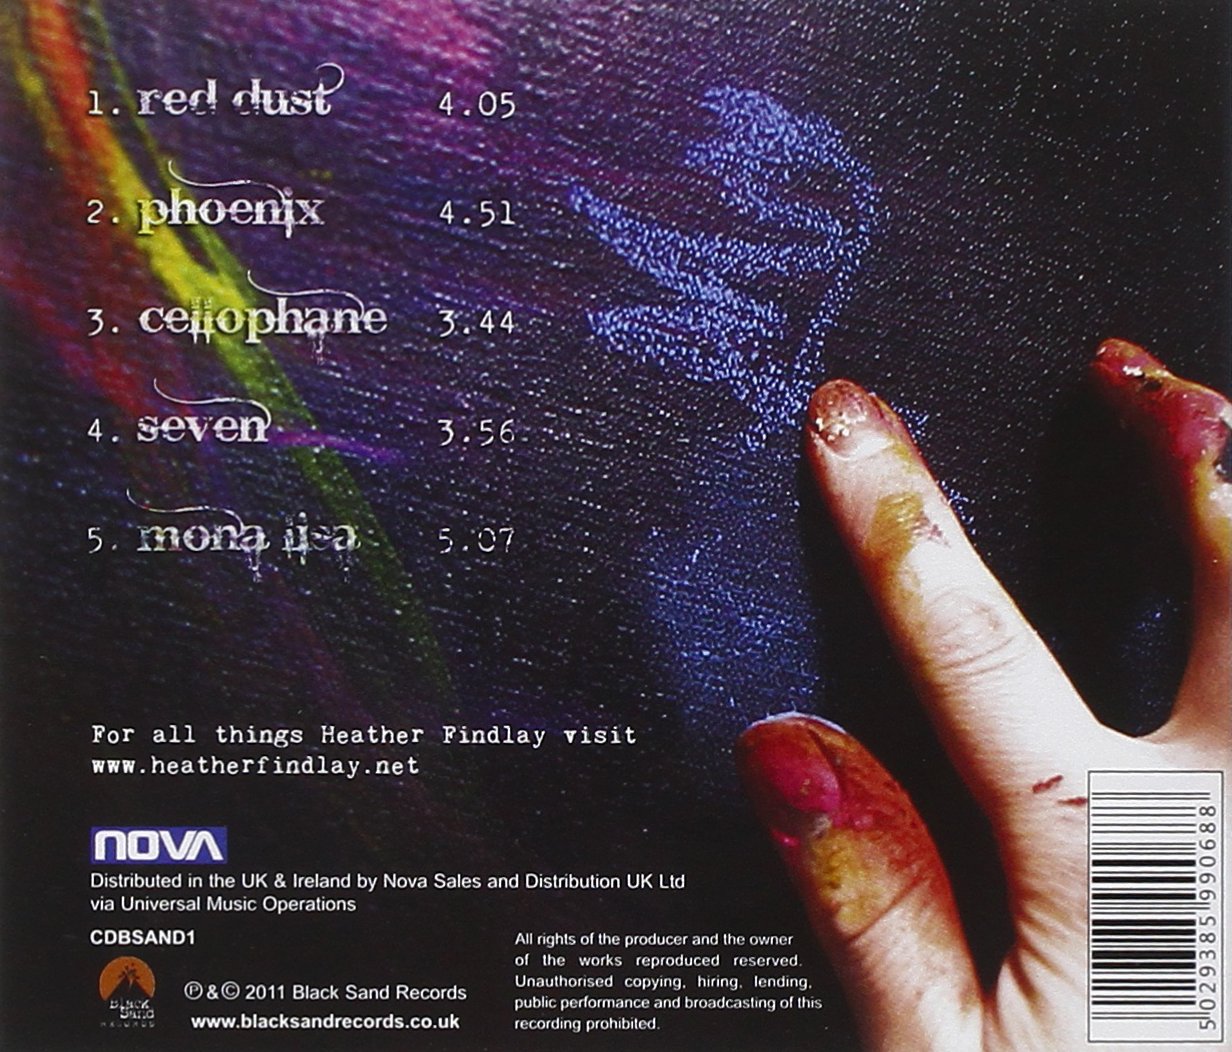 1. red dust 4.05
2. phoenix 4.51
3. cellophane 3.44
4. seven 3.56
5. mona lisa 5.07
For all things Heather Findlay visit
www.heatherfindlay.net
NOVA
Distributed in the UK & Ireland by Nova Sales and Distribution UK Ltd
via Universal Music Operations
CDBSAND1
Black
Sand
RECORDS
℗ & © 2011 Black Sand Records
www.blacksandrecords.co.uk
All rights of the producer and the owner
of the works reproduced reserved.
Unauthorised copying, hiring, lending,
public performance and broadcasting of this
recording prohibited.
5 029385 990688